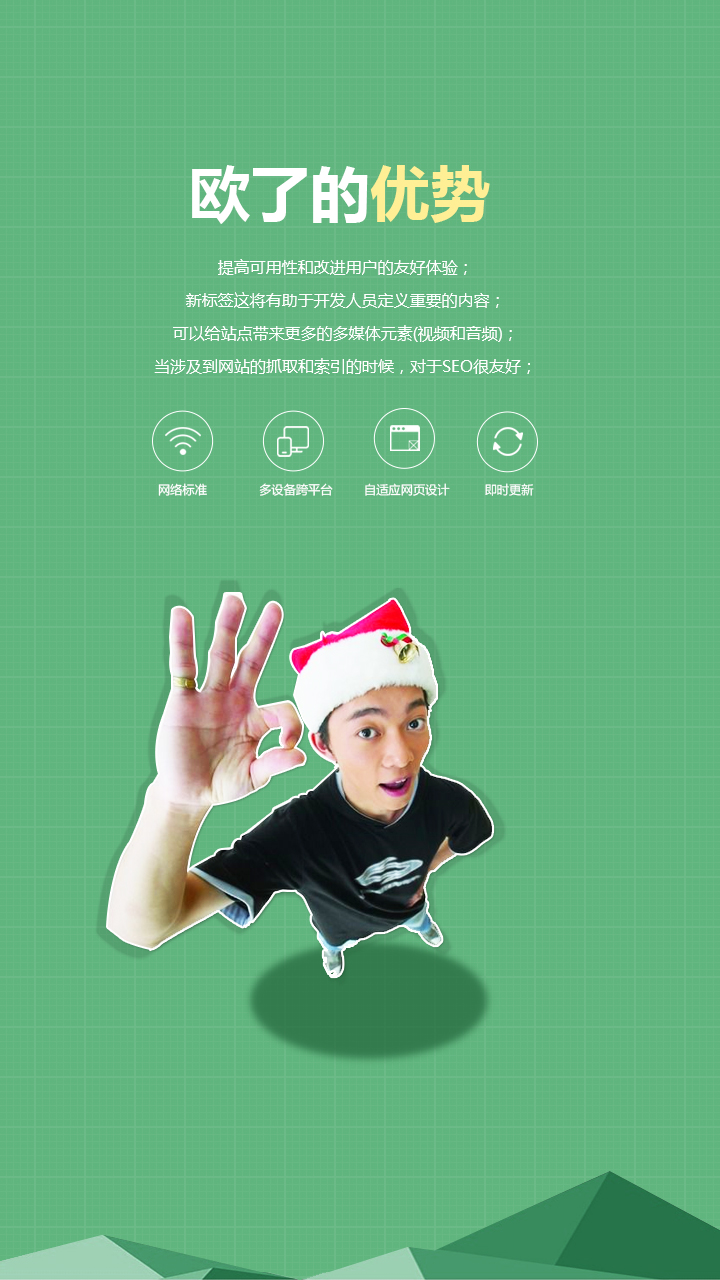 欧了的优势
提高可用性和改进用户的友好体验；
新标签这将有助于开发人员定义重要的内容；
可以给站点带来更多的多媒体元素(视频和音频)；
当涉及到网站的抓取和索引的时候，对于SEO很友好；
网络标准 多设备跨平台 自适应网页设计 即时更新